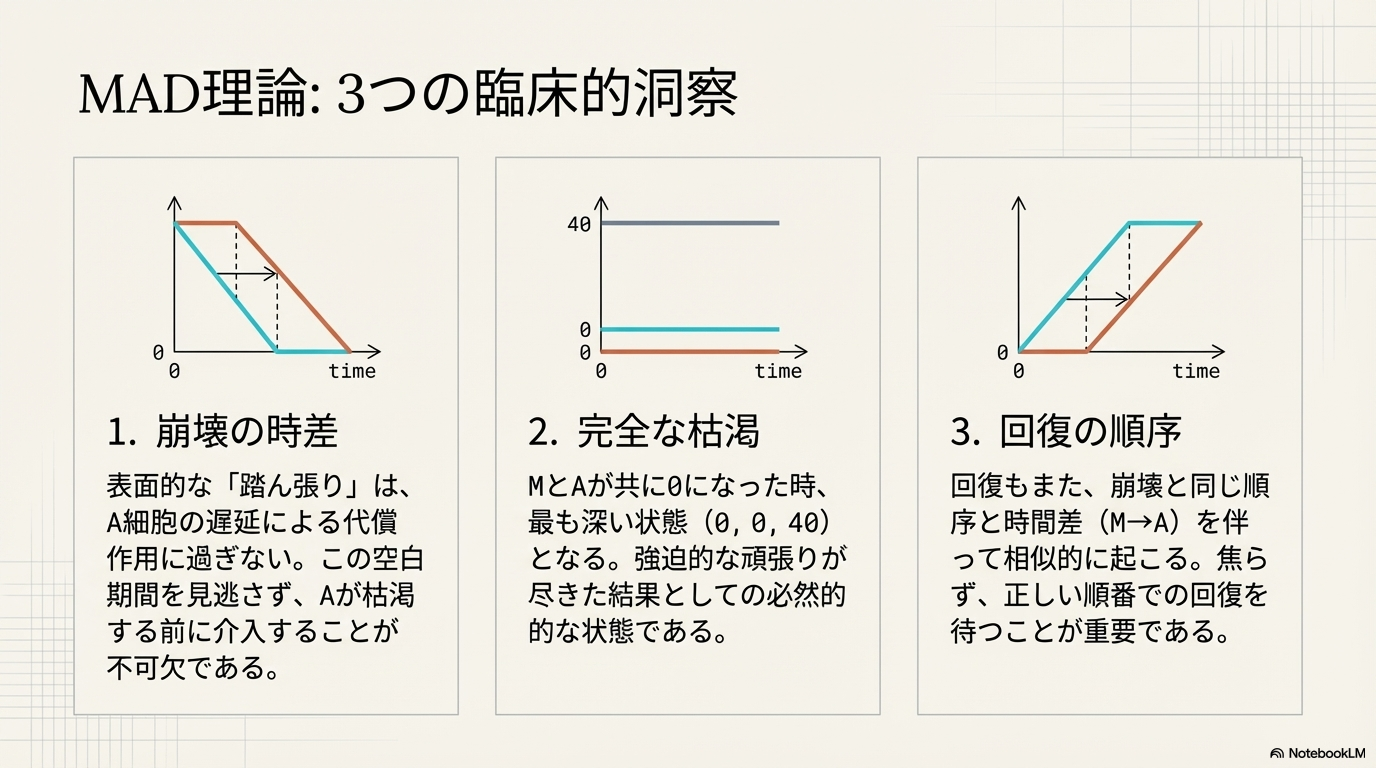 MAD理論: 3つの臨床的洞察
0
0
time
1. 崩壊の時差
表面的な「踏ん張り」は、
A細胞の遅延による代償
作用に過ぎない。この空白
期間を見逃さず、Aが枯渇
する前に介入することが
不可欠である。
40
0
0
0
time
2. 完全な枯渇
MとAが共に0になった時、
最も深い状態（0, 0, 40）
となる。強迫的な頑張りが
尽きた結果としての必然的
的な状態である。
0
0
time
3. 回復の順序
回復もまた、崩壊と同じ順
序と時間差（M→A）を伴
って相似的に起こる。焦ら
ず、正しい順番での回復を
待つことが重要である。
NotebookLM